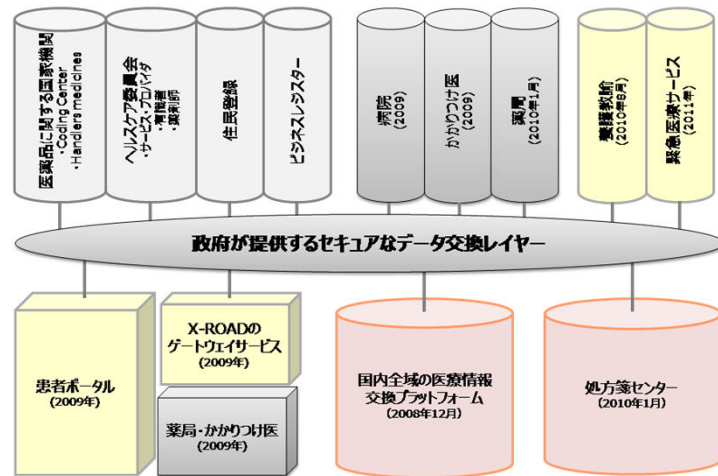 医薬品に関する国家機関
・Coding Center
・Handlers medicines
ヘルスケア委員会
・サービス・プロバイダ
・有識者
・薬剤師
住民登録
ビジネスレジスター
病院
(2009)
かかりつけ医
(2009)
薬局
(2010年1月)
養護教諭
(2010年9月)
緊急医療サービス
(2011年)
政府が提供するセキュアなデータ交換レイヤー
患者ポータル
(2009年)
X-ROADの
ゲートウェイサービス
(2009年)
薬局・かかりつけ医
(2009年)
国内全域の医療情報
交換プラットフォーム
(2008年12月)
処方箋センター
(2010年1月)